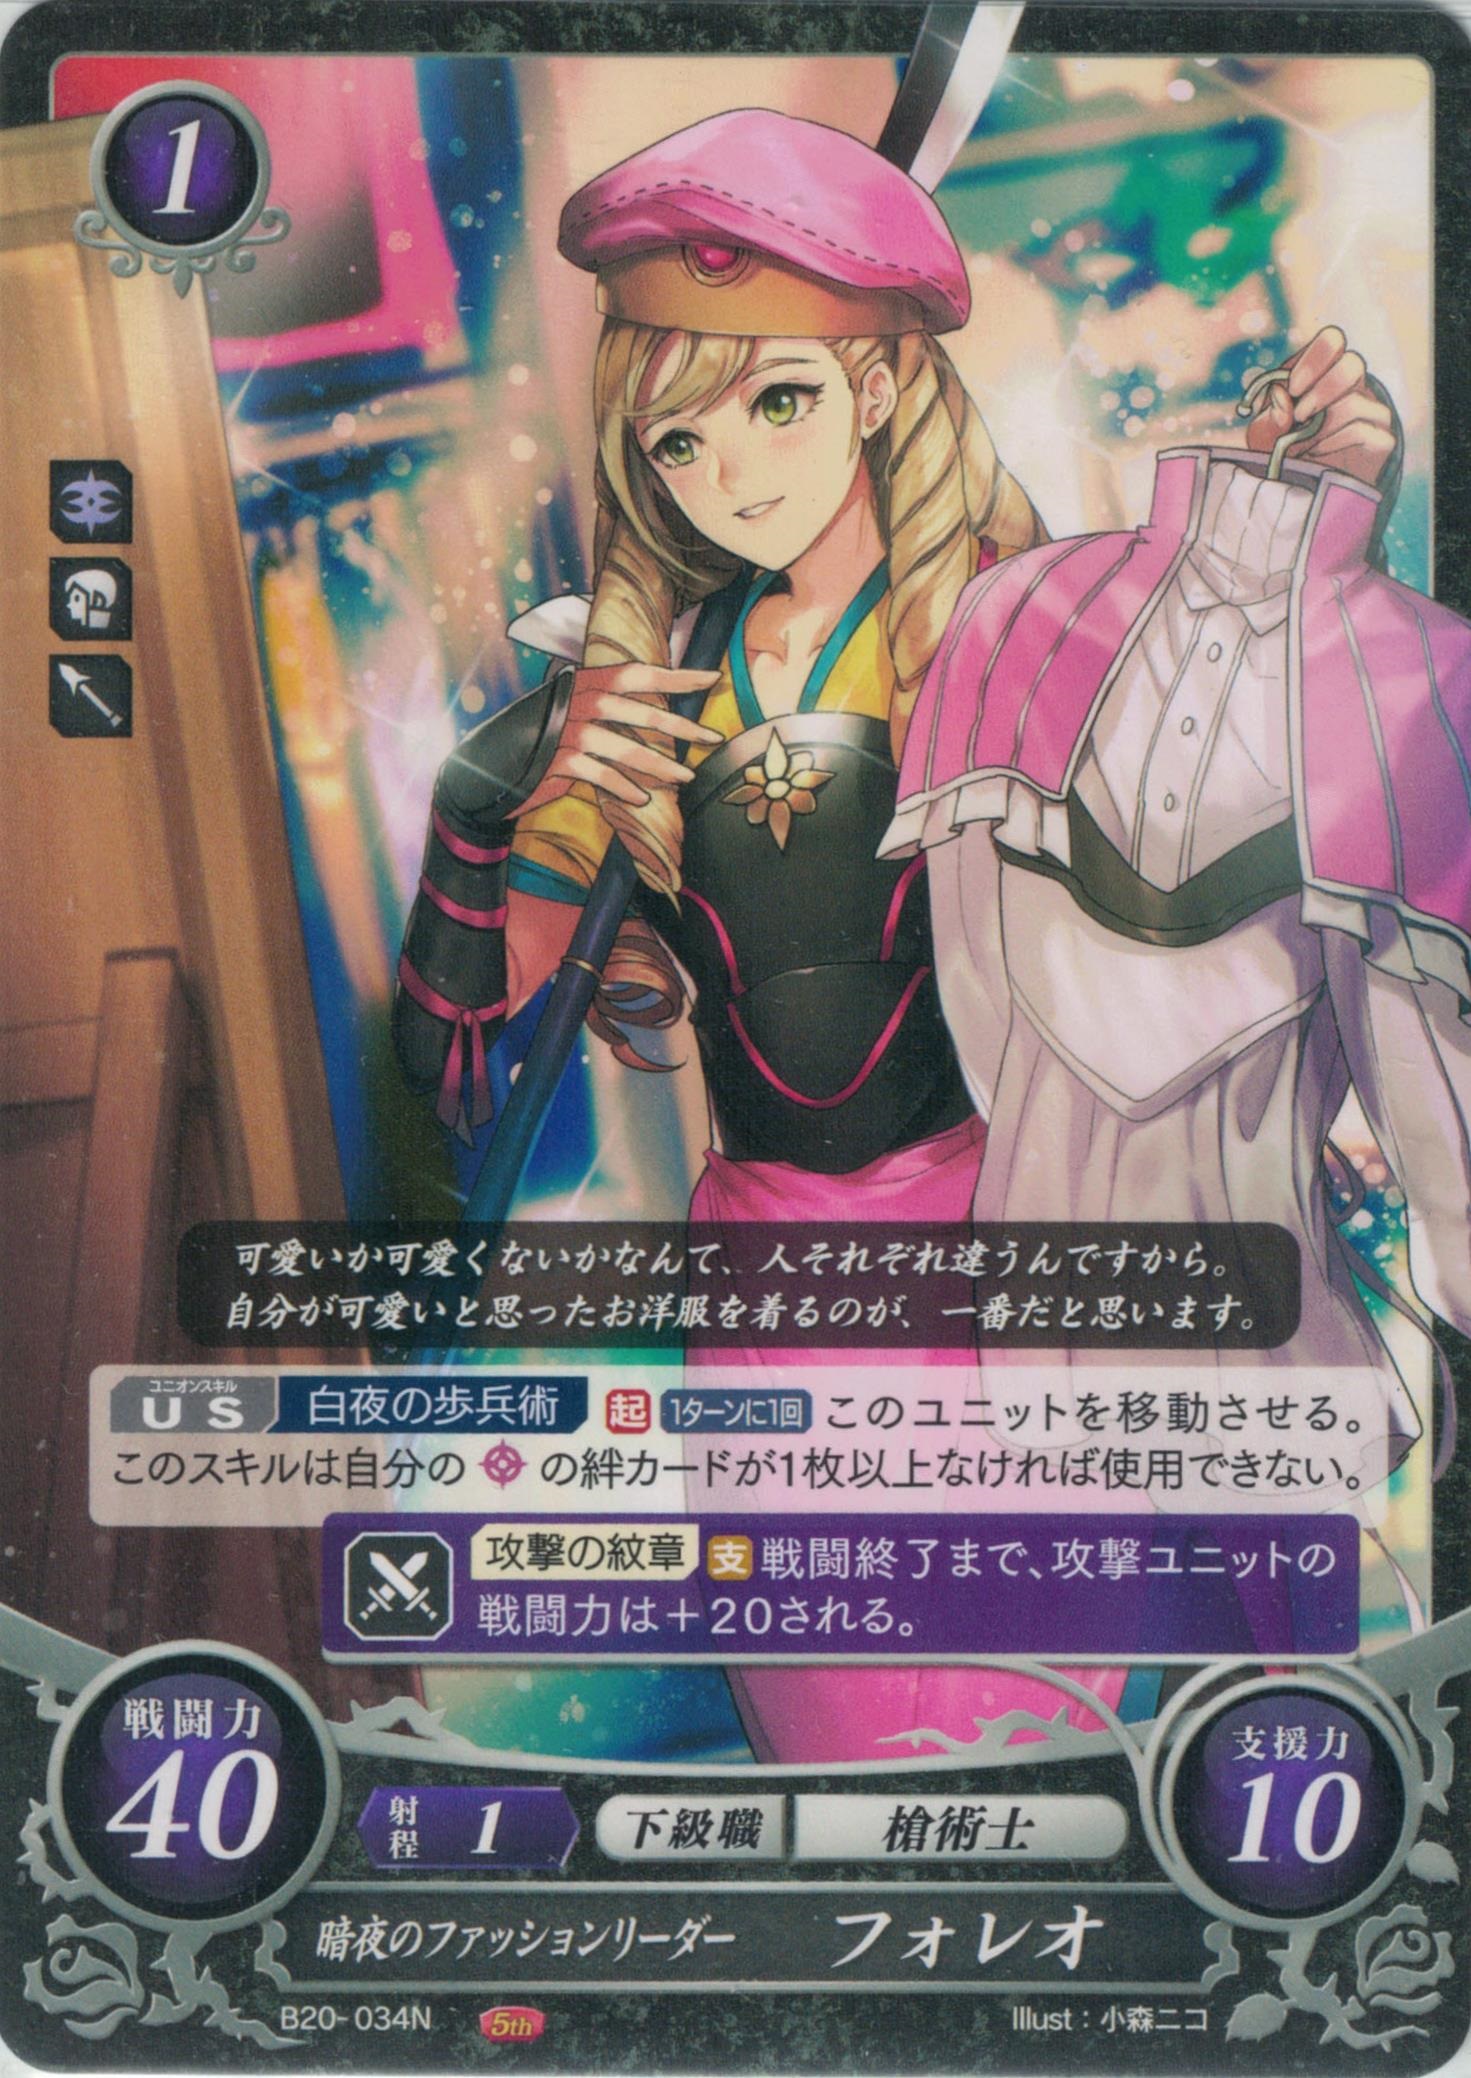 1
可愛いか可愛くないかなんて、人それぞれ違うんですから。
自分が可愛いと思ったお洋服を着るのが、一番だと思います。
ユニオンスキル
US 白夜の歩兵術 起 1ターンに1回 このユニットを移動させる。
このスキルは自分の の絆カードが1枚以上なければ使用できない。
攻撃の紋章 支 戦闘終了まで、攻撃ユニットの
戦闘力は＋20される。
戦闘力
40
射程 1
下級職 槍術士
支援力
10
暗夜のファッションリーダー フォレオ
B20-034N 5th Illust：小森ニコ